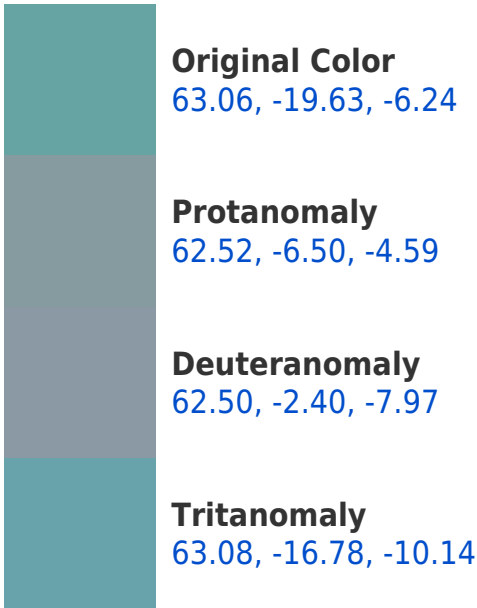 Original Color
63.06, -19.63, -6.24
Protanomaly
62.52, -6.50, -4.59
Deuteranomaly
62.50, -2.40, -7.97
Tritanomaly
63.08, -16.78, -10.14